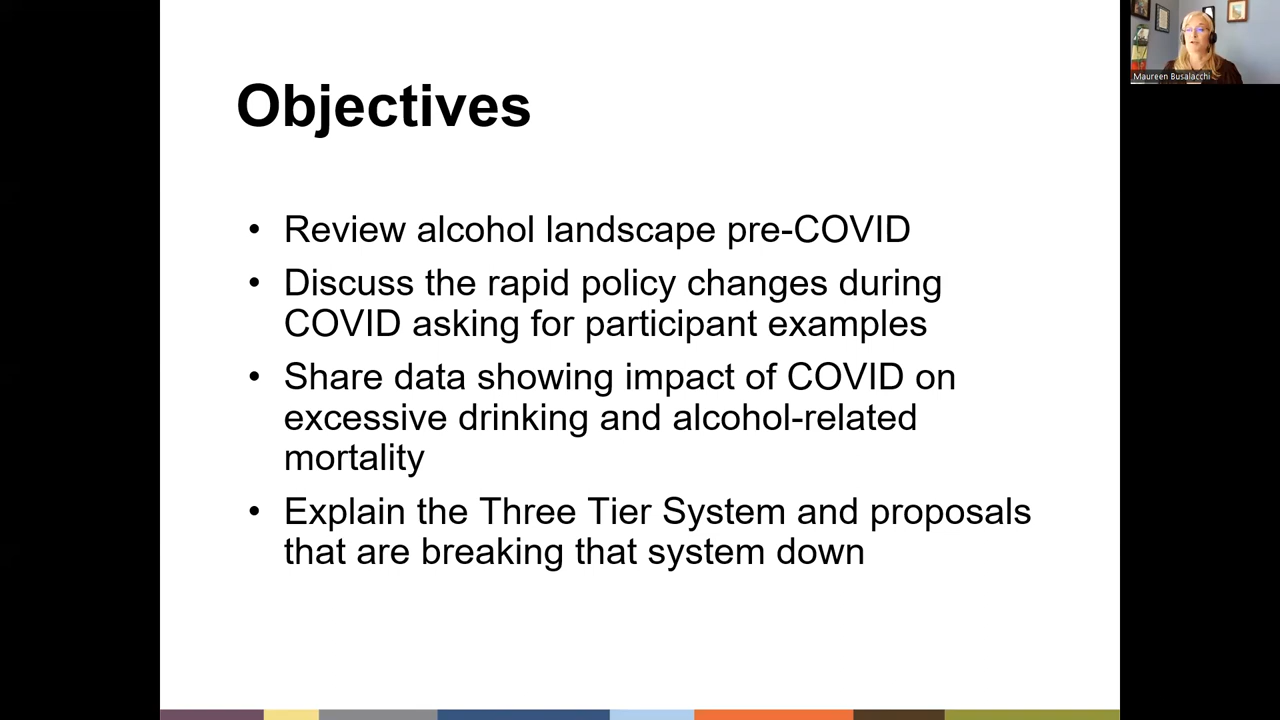 Objectives
• Review alcohol landscape pre-COVID
• Discuss the rapid policy changes during
COVID asking for participant examples
• Share data showing impact of COVID on
excessive drinking and alcohol-related
mortality
• Explain the Three Tier System and proposals
that are breaking that system down
Maureen Busalacchi